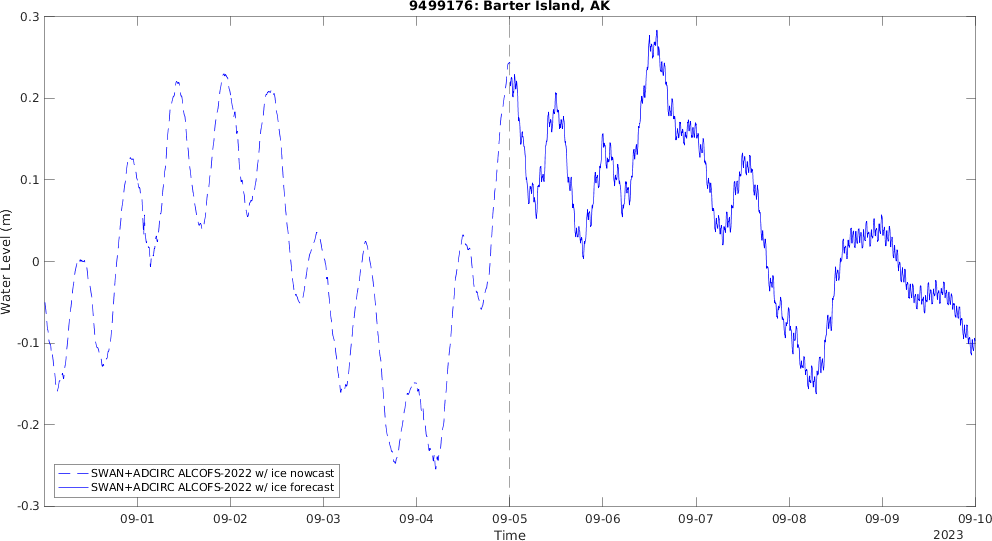 9499176: Barter Island, AK
0.3
0.2
0.1
0
-0.1
-0.2
-0.3
Water Level (m)
SWAN+ADCIRC ALCOFS-2022 w/ ice nowcast
SWAN+ADCIRC ALCOFS-2022 w/ ice forecast
09-01 09-02 09-03 09-04 09-05 09-06 09-07 09-08 09-09 09-10
Time
2023